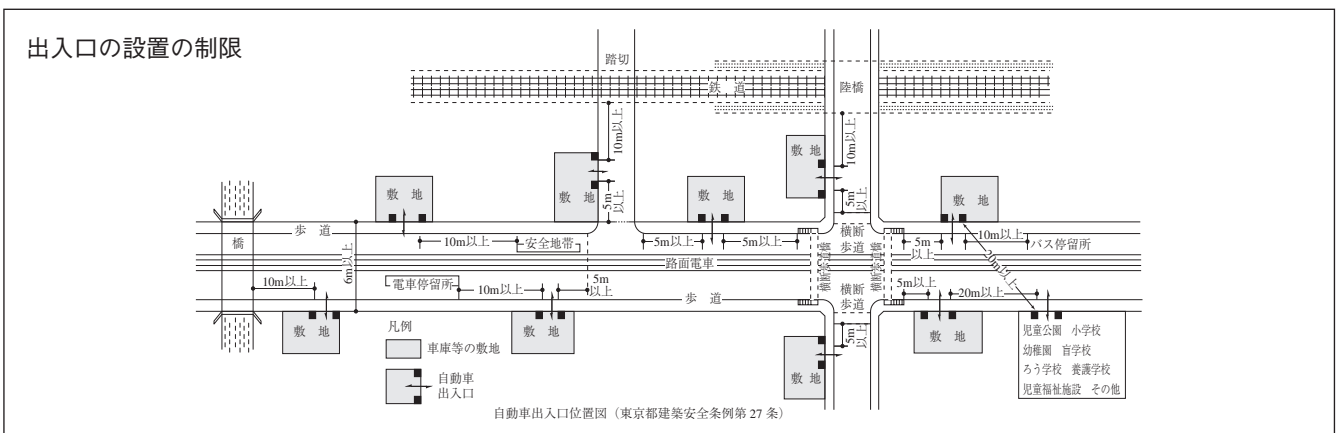 出入口の設置の制限
踏切
鉄道
陸橋
10m以上
10m以上
敷地
敷地
敷地
敷地
敷地
5m以上
5m以上
橋
歩道
6m以上
10m以上
安全地帯
5m以上
5m以上
横断歩道
横断歩道橋
横断歩道橋
5m以上
10m以上
バス停留所
20m以上
路面電車
10m以上
電車停留所
10m以上
5m以上
歩道
横断歩道
5m以上
20m以上
敷地
敷地
敷地
敷地
5m以上
児童公園 小学校
幼稚園 盲学校
ろう学校 養護学校
児童福祉施設 その他
凡例
車庫等の敷地
自動車
出入口
自動車出入口位置図（東京都建築安全条例第 27 条）